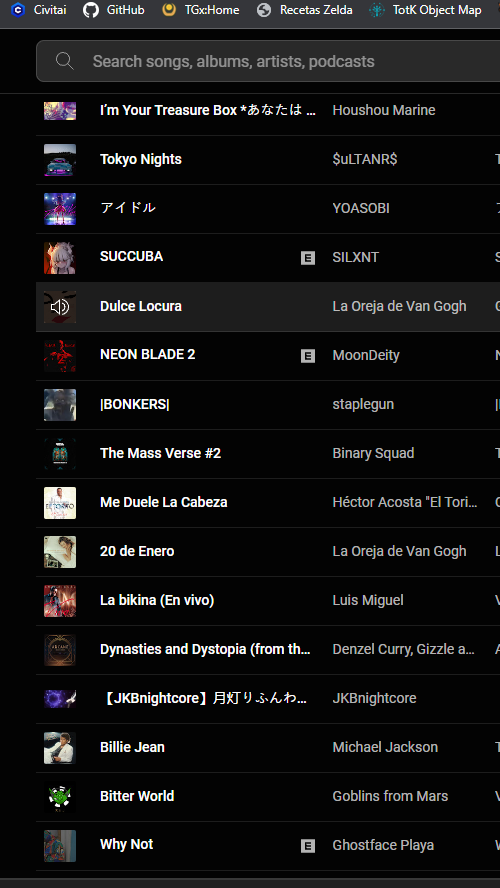 Civitai GitHub TGx:Home Recetas Zelda TotK Object Map
Search songs, albums, artists, podcasts
I'm Your Treasure Box *あなたは ... Houshou Marine
Tokyo Nights $uLTANR$ T
アイドル YOASOBI
SUCCUBA E SILXNT S
Dulce Locura La Oreja de Van Gogh
NEON BLADE 2 E MoonDeity N
|BONKERS| staplegun
The Mass Verse #2 Binary Squad T
Me Duele La Cabeza Héctor Acosta "El Tori...
20 de Enero La Oreja de Van Gogh L
La bikina (En vivo) Luis Miguel V
Dynasties and Dystopia (from th... Denzel Curry, Gizzle a... A
【JKBnightcore】月灯りふんわ... JKBnightcore
Billie Jean Michael Jackson T
Bitter World Goblins from Mars V
Why Not E Ghostface Playa W